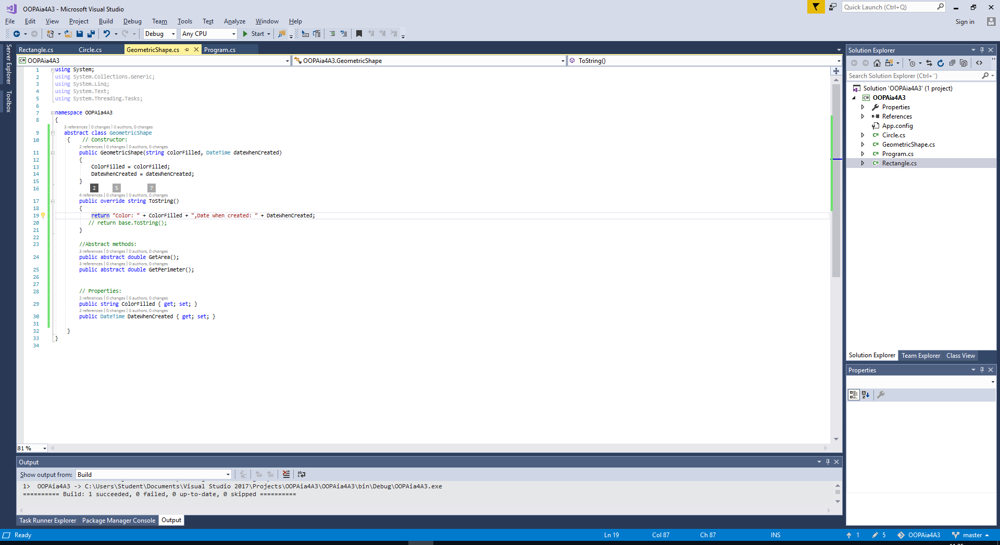 OOPAia4A3 - Microsoft Visual Studio
Quick Launch (Ctrl+Q)
File Edit View Project Build Debug Team Tools Test Analyze Window Help
Sign in
Debug Any CPU Start
Server Explorer
Toolbox
Rectangle.cs Circle.cs GeometricShape.cs Program.cs
C# OOPAia4A3 OOPAia4A3.GeometricShape ToString()
1 using System;
2 using System.Collections.Generic;
3 using System.Linq;
4 using System.Text;
5 using System.Threading.Tasks;
6
7 namespace OOPAia4A3
8 {
3 references | 0 changes | 0 authors, 0 changes
9 abstract class GeometricShape
10 { // Constructor:
2 references | 0 changes | 0 authors, 0 changes
11 public GeometricShape(string colorFilled, DateTime dateWhenCreated)
12 {
13 ColorFilled = colorFilled;
14 DateWhenCreated = dateWhenCreated;
15 }
16 2 5 7
4 references | 0 changes | 0 authors, 0 changes
17 public override string ToString()
18 {
19 return "Color: " + ColorFilled + ",Date when created: " + DateWhenCreated;
20 // return base.ToString();
21 }
22
23 //Abstract methods:
3 references | 0 changes | 0 authors, 0 changes
24 public abstract double GetArea();
3 references | 0 changes | 0 authors, 0 changes
25 public abstract double GetPerimeter();
26
27
28 // Properties:
2 references | 0 changes | 0 authors, 0 changes
29 public string ColorFilled { get; set; }
2 references | 0 changes | 0 authors, 0 changes
30 public DateTime DateWhenCreated { get; set; }
31
32 }
33 }
34
81 %
Output
Show output from: Build
1> OOPAia4A3 -> C:\Users\Student\Documents\Visual Studio 2017\Projects\OOPAia4A3\OOPAia4A3\bin\Debug\OOPAia4A3.exe
========== Build: 1 succeeded, 0 failed, 0 up-to-date, 0 skipped ==========
Task Runner Explorer Package Manager Console Output
Solution Explorer
Search Solution Explorer (Ctrl+¨)
Solution 'OOPAia4A3' (1 project)
C# OOPAia4A3
Properties
References
App.config
C# Circle.cs
C# GeometricShape.cs
C# Program.cs
C# Rectangle.cs
Solution Explorer Team Explorer Class View
Properties
Ready Ln 19 Col 87 Ch 87 INS 1 5 OOPAia4A3 master